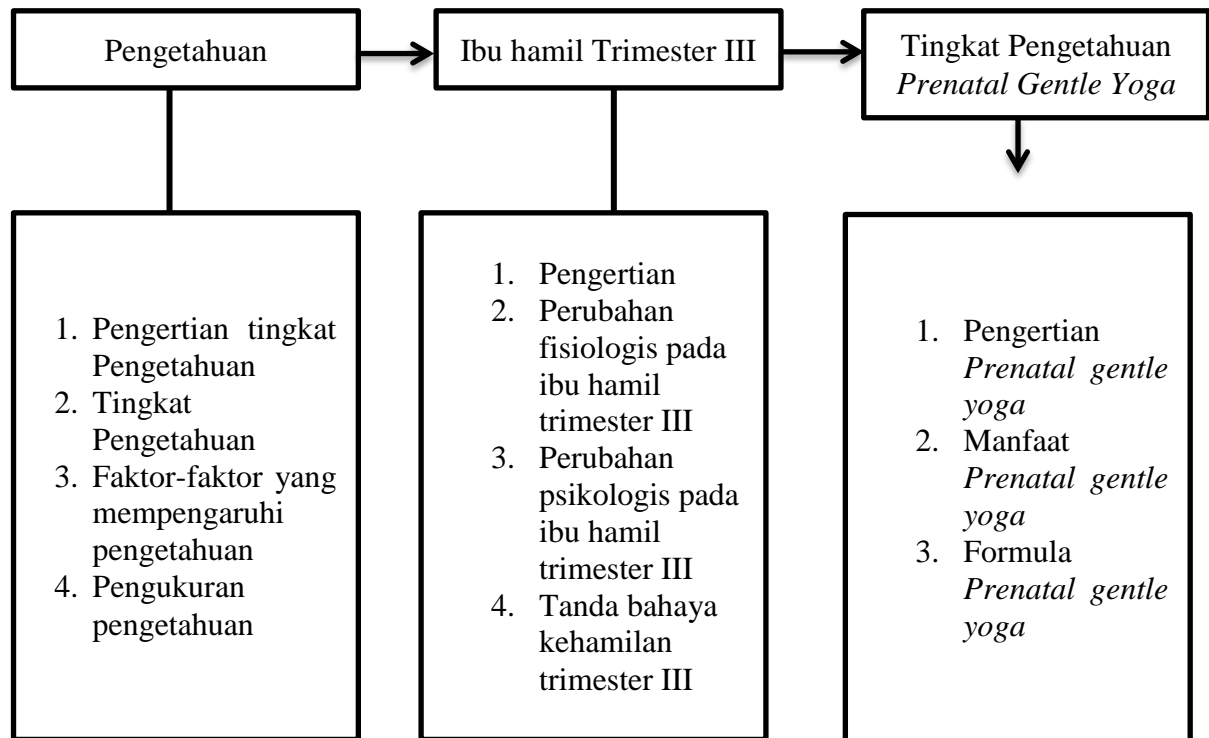 Pengetahuan
Ibu hamil Trimester III
Tingkat Pengetahuan
Prenatal Gentle Yoga
1. Pengertian tingkat
Pengetahuan
2. Tingkat
Pengetahuan
3. Faktor-faktor yang
mempengaruhi
pengetahuan
4. Pengukuran
pengetahuan
1. Pengertian
2. Perubahan
fisiologis pada
ibu hamil
trimester III
3. Perubahan
psikologis pada
ibu hamil
trimester III
4. Tanda bahaya
kehamilan
trimester III
1. Pengertian
Prenatal gentle
yoga
2. Manfaat
Prenatal gentle
yoga
3. Formula
Prenatal gentle
yoga